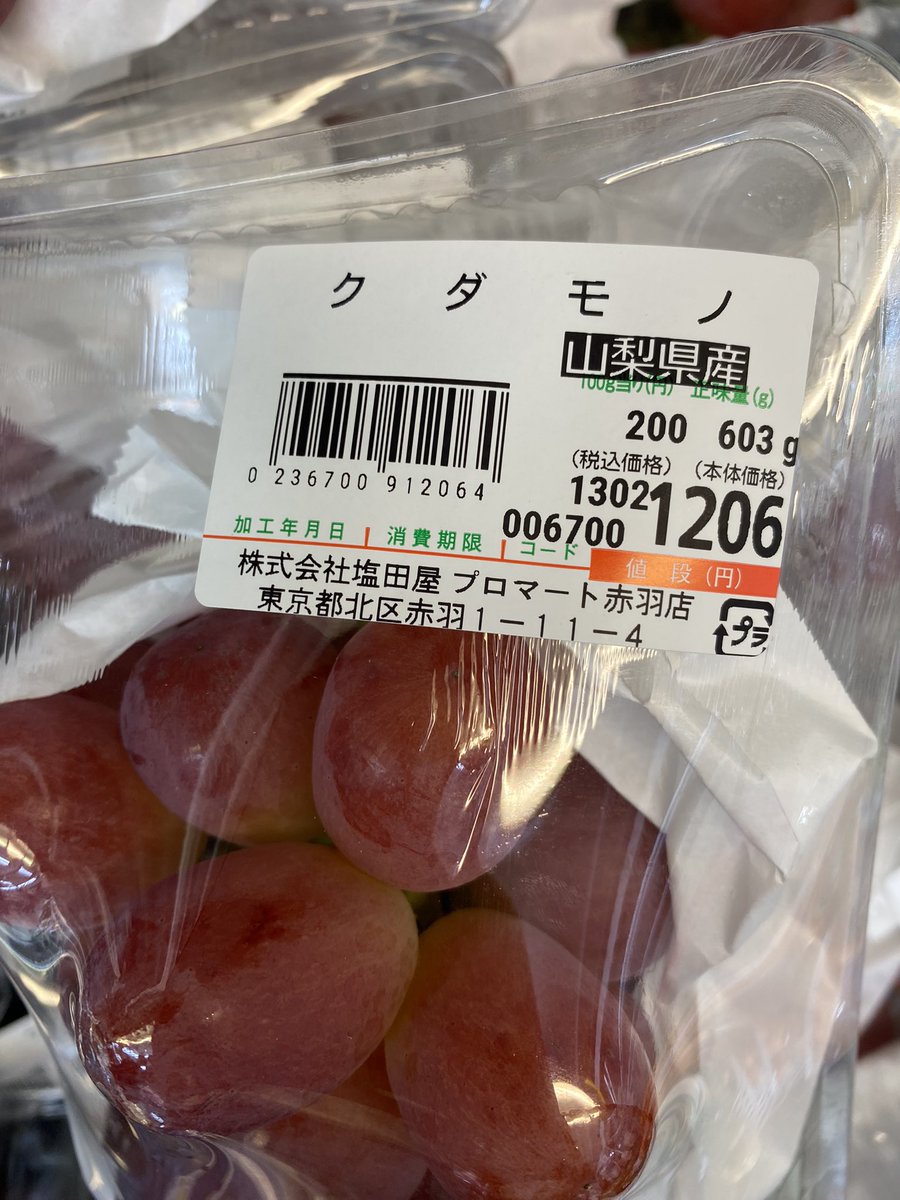 クダモノ
山梨県産
100g当り(円) 正味量(g)
200 603g
(税込価格) (本体価格)
1302 1206
0 236700 912064
006700
加工年月日 消費期限 コード 値段(円)
株式会社塩田屋 プロマート赤羽店
東京都北区赤羽1-11-4
プラ